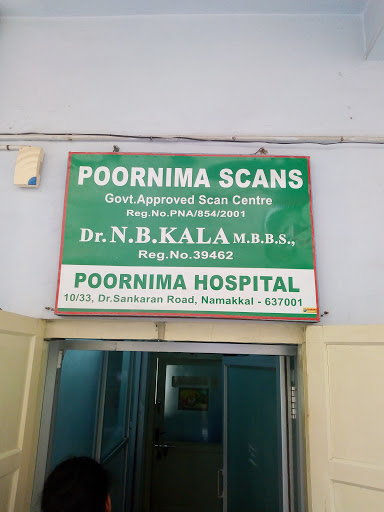 POORNIMA SCANS
Govt.Approved Scan Centre
Reg.No.PNA/854/2001
Dr.N.B.KALA M.B.B.S.,
Reg.No.39462
POORNIMA HOSPITAL
10/33, Dr.Sankaran Road, Namakkal - 637001